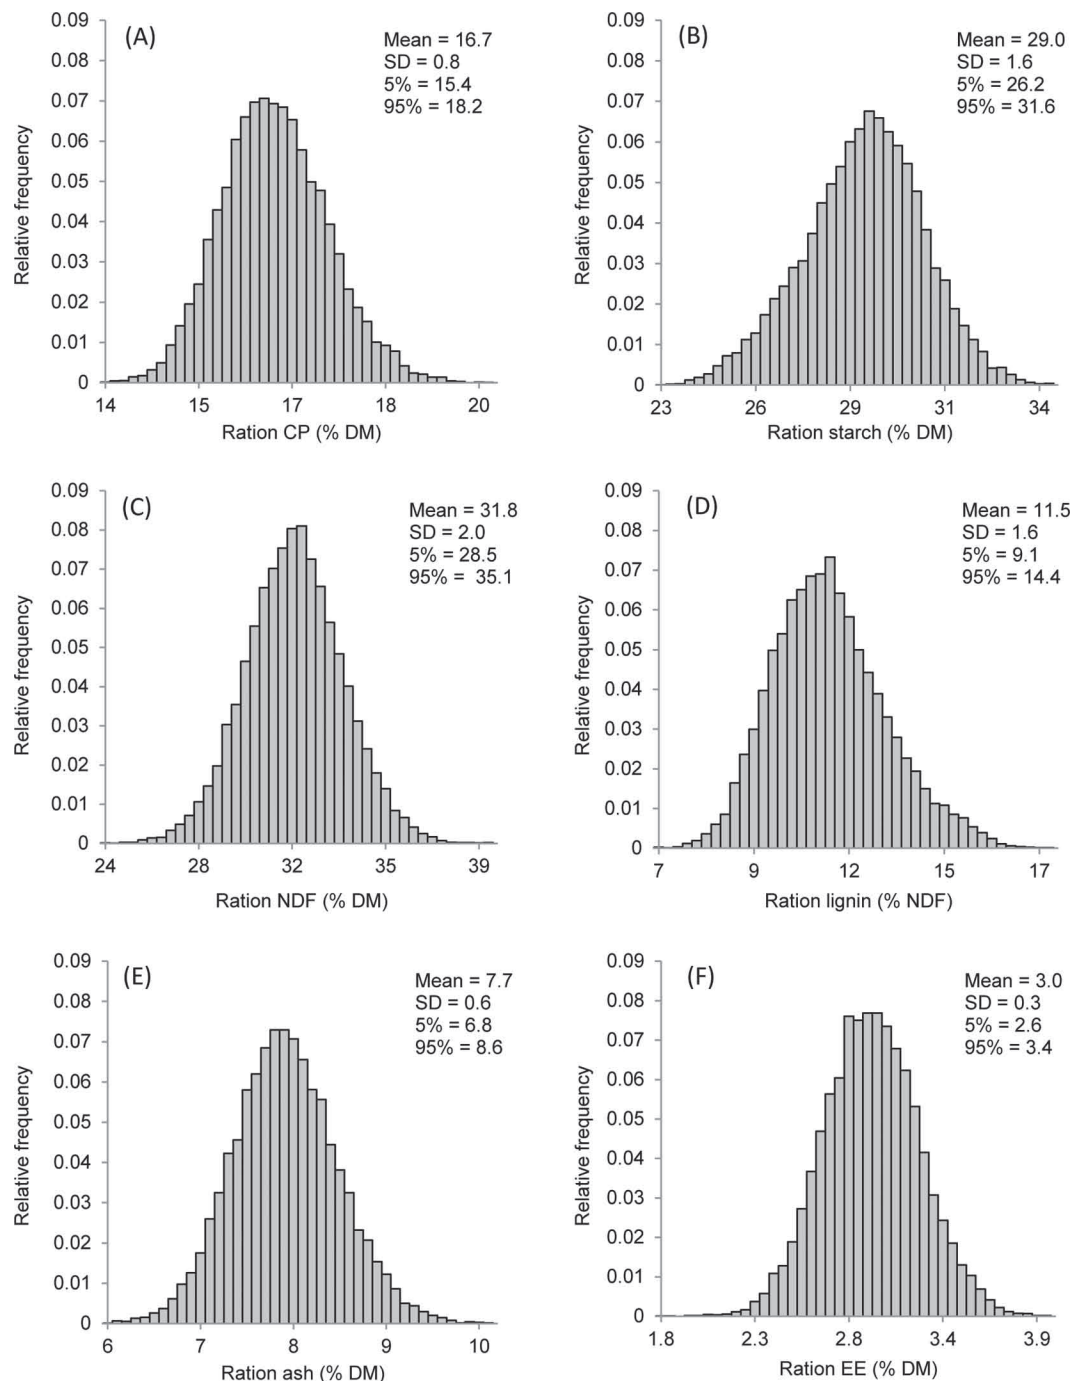 (A)
Mean = 16.7
SD = 0.8
5% = 15.4
95% = 18.2
Relative frequency
0.09
0.08
0.07
0.06
0.05
0.04
0.03
0.02
0.01
0
14 15 17 18 20
Ration CP (% DM)
(B)
Mean = 29.0
SD = 1.6
5% = 26.2
95% = 31.6
Relative frequency
0.09
0.08
0.07
0.06
0.05
0.04
0.03
0.02
0.01
0
23 26 29 31 34
Ration starch (% DM)
(C)
Mean = 31.8
SD = 2.0
5% = 28.5
95% = 35.1
Relative frequency
0.09
0.08
0.07
0.06
0.05
0.04
0.03
0.02
0.01
0
24 28 32 35 39
Ration NDF (% DM)
(D)
Mean = 11.5
SD = 1.6
5% = 9.1
95% = 14.4
Relative frequency
0.09
0.08
0.07
0.06
0.05
0.04
0.03
0.02
0.01
0
7 9 12 15 17
Ration lignin (% NDF)
(E)
Mean = 7.7
SD = 0.6
5% = 6.8
95% = 8.6
Relative frequency
0.09
0.08
0.07
0.06
0.05
0.04
0.03
0.02
0.01
0
6 7 8 9 10
Ration ash (% DM)
(F)
Mean = 3.0
SD = 0.3
5% = 2.6
95% = 3.4
Relative frequency
0.09
0.08
0.07
0.06
0.05
0.04
0.03
0.02
0.01
0
1.8 2.3 2.8 3.4 3.9
Ration EE (% DM)